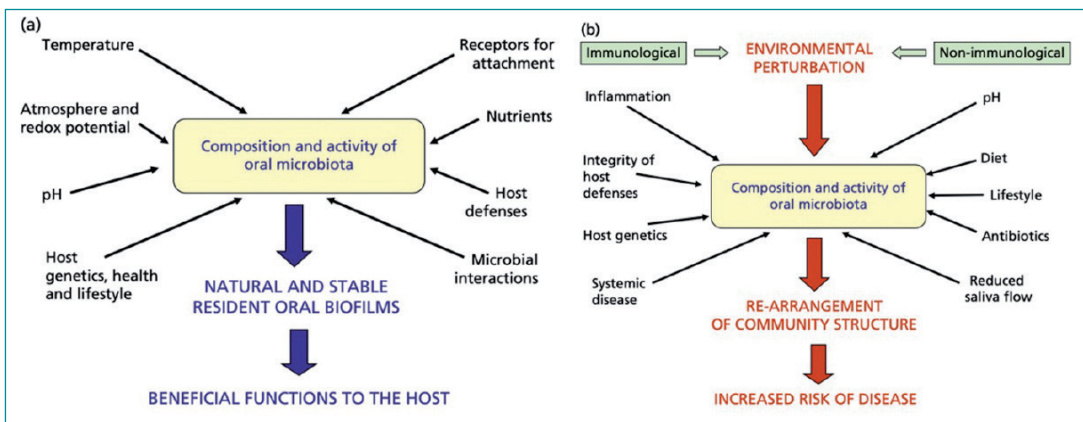 (a)
Temperature
Receptors for
attachment
Atmosphere and
redox potential
Nutrients
Composition and activity of
oral microbiota
pH
Host
defenses
Host
genetics, health
and lifestyle
Microbial
interactions
NATURAL AND STABLE
RESIDENT ORAL BIOFILMS
BENEFICIAL FUNCTIONS TO THE HOST
(b)
Immunological
ENVIRONMENTAL
PERTURBATION
Non-immunological
Inflammation
pH
Integrity of
host
defenses
Diet
Composition and activity of
oral microbiota
Lifestyle
Host genetics
Antibiotics
Systemic
disease
Reduced
saliva flow
RE-ARRANGEMENT
OF COMMUNITY STRUCTURE
INCREASED RISK OF DISEASE